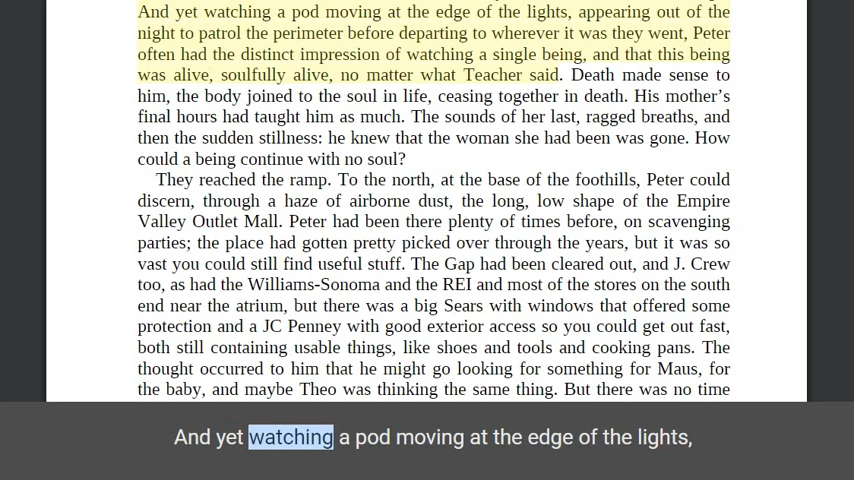 And yet watching a pod moving at the edge of the lights, appearing out of the
night to patrol the perimeter before departing to wherever it was they went, Peter
often had the distinct impression of watching a single being, and that this being
was alive, soulfully alive, no matter what Teacher said. Death made sense to
him, the body joined to the soul in life, ceasing together in death. His mother’s
final hours had taught him as much. The sounds of her last, ragged breaths, and
then the sudden stillness: he knew that the woman she had been was gone. How
could a being continue with no soul?
They reached the ramp. To the north, at the base of the foothills, Peter could
discern, through a haze of airborne dust, the long, low shape of the Empire
Valley Outlet Mall. Peter had been there plenty of times before, on scavenging
parties; the place had gotten pretty picked over through the years, but it was so
vast you could still find useful stuff. The Gap had been cleared out, and J. Crew
too, as had the Williams-Sonoma and the REI and most of the stores on the south
end near the atrium, but there was a big Sears with windows that offered some
protection and a JC Penney with good exterior access so you could get out fast,
both still containing usable things, like shoes and tools and cooking pans. The
thought occurred to him that he might go looking for something for Maus, for
the baby, and maybe Theo was thinking the same thing. But there was no time
And yet watching a pod moving at the edge of the lights,